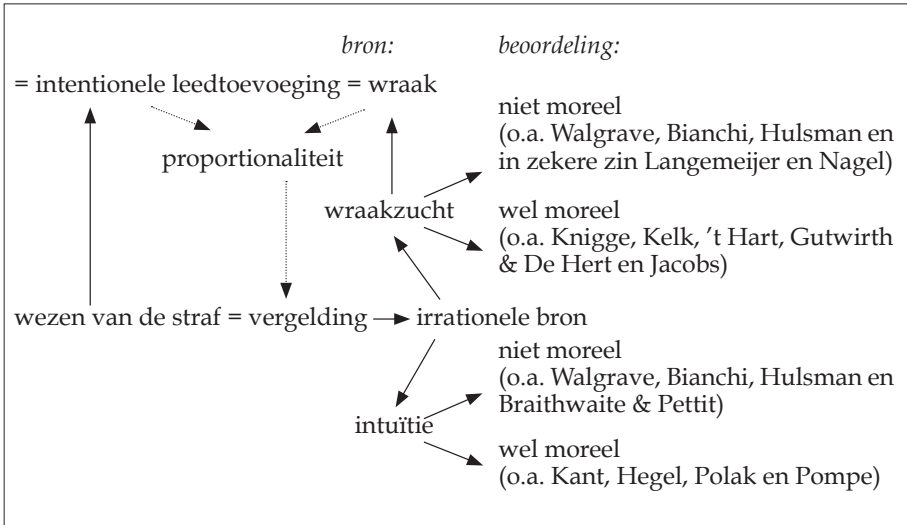 bron: beoordeling:
= intentionele leedtoevoeging = wraak
niet moreel
(o.a. Walgrave, Bianchi, Hulsman en
in zekere zin Langemeijer en Nagel)
proportionaliteit
wraakzucht
wel moreel
(o.a. Knigge, Kelk, ’t Hart, Gutwirth
& De Hert en Jacobs)
wezen van de straf = vergelding
irrationele bron
niet moreel
(o.a. Walgrave, Bianchi, Hulsman en
Braithwaite & Pettit)
intuïtie
wel moreel
(o.a. Kant, Hegel, Polak en Pompe)